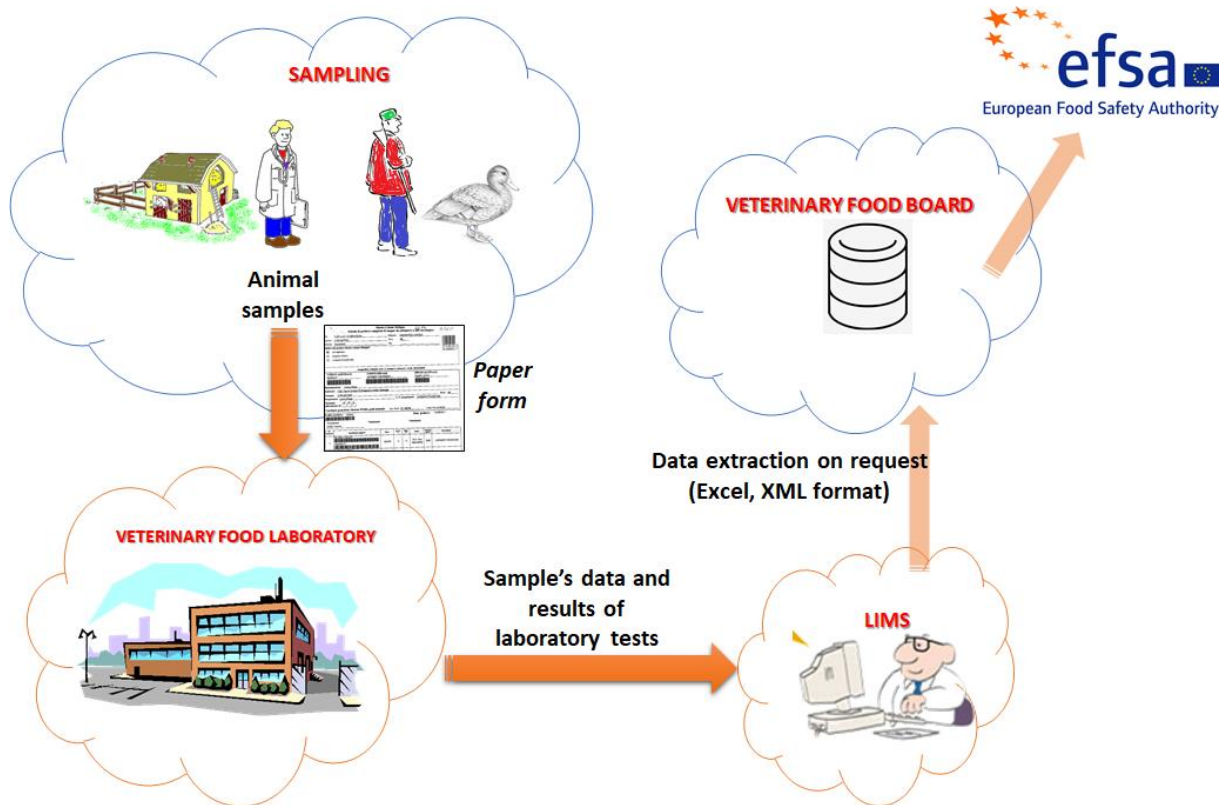 SAMPLING
Animal
samples
Paper
form
VETERINARY FOOD LABORATORY
Sample's data and
results of
laboratory tests
LIMS
Data extraction on request
(Excel, XML format)
VETERINARY FOOD BOARD
efsa
European Food Safety Authority